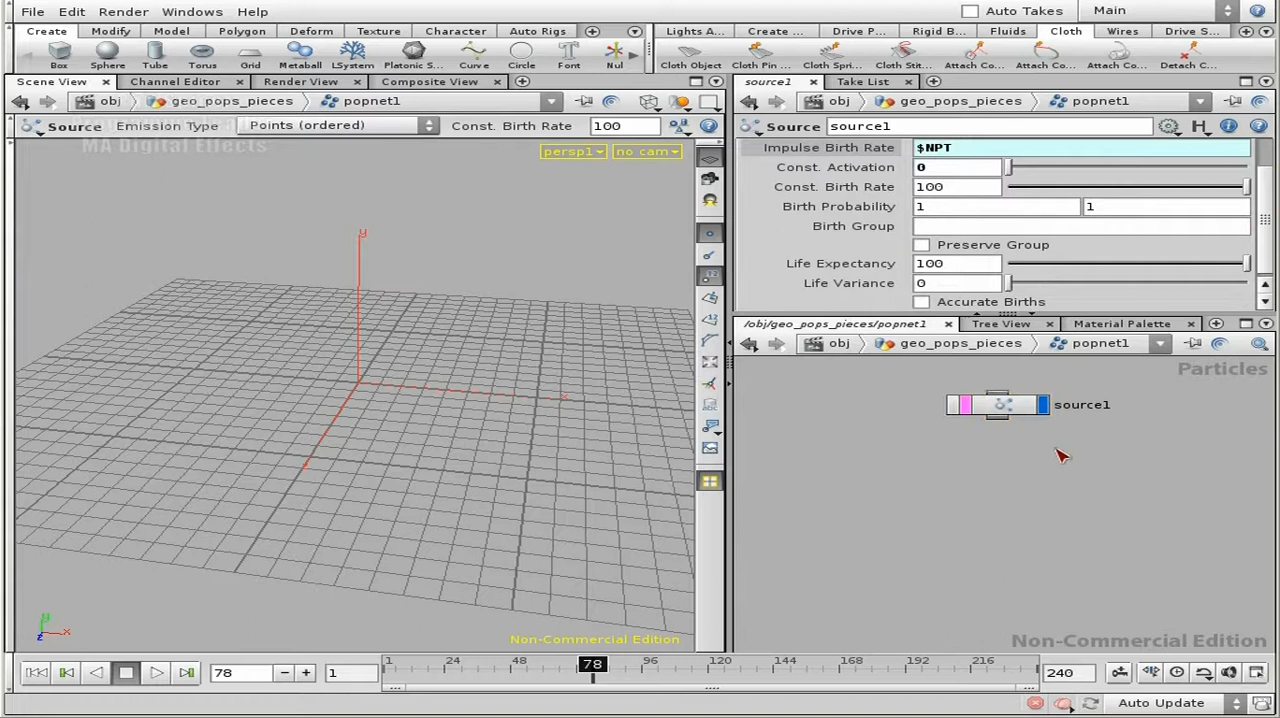 File Edit Render Windows Help Auto Takes Main
Create Modify Model Polygon Deform Texture Character Auto Rigs Lights A... Create ... Drive P... Rigid B... Fluids Cloth Wires Drive S...
Box Sphere Tube Torus Grid Metaball LSystem Platonic S... Curve Circle Font Nul Cloth Object Cloth Pin ... Cloth Spri... Cloth Stit... Attach Co... Attach Co... Attach Co... Detach C...
Scene View Channel Editor Render View Composite View source1 Take List
obj geo_pops_pieces popnet1 obj geo_pops_pieces popnet1
Source Emission Type Points (ordered) Const. Birth Rate 100 Source source1 H
MA Digital Effects
persp1 no cam
Impulse Birth Rate $NPT
Const. Activation 0
Const. Birth Rate 100
Birth Probability 1 1
Birth Group
Preserve Group
Life Expectancy 100
Life Variance 0
Accurate Births
/obj/geo_pops_pieces/popnet1 Tree View Material Palette
obj geo_pops_pieces popnet1
Particles
source1
y
x
y
z x
Non-Commercial Edition
Non-Commercial Edition
78 1 1 24 48 78 96 120 144 168 192 216 240
Auto Update